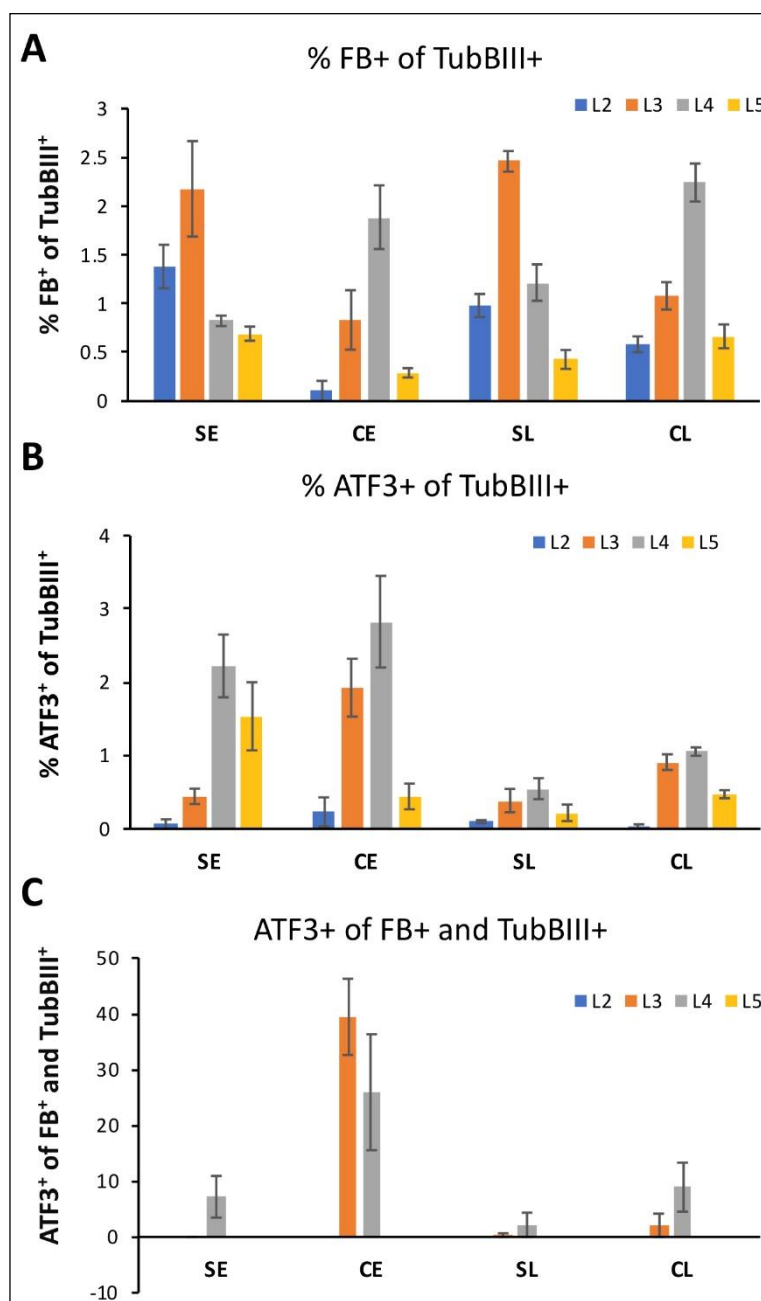 A
% FB+ of TubBIII+
L2 L3 L4 L5
% FB⁺ of TubBIII⁺
3
2.5
2
1.5
1
0.5
0
SE CE SL CL
B
% ATF3+ of TubBIII+
L2 L3 L4 L5
% ATF3⁺ of TubBIII⁺
4
3
2
1
0
SE CE SL CL
C
ATF3+ of FB+ and TubBIII+
L2 L3 L4 L5
ATF3⁺ of FB⁺ and TubBIII⁺
50
40
30
20
10
0
-10
SE CE SL CL